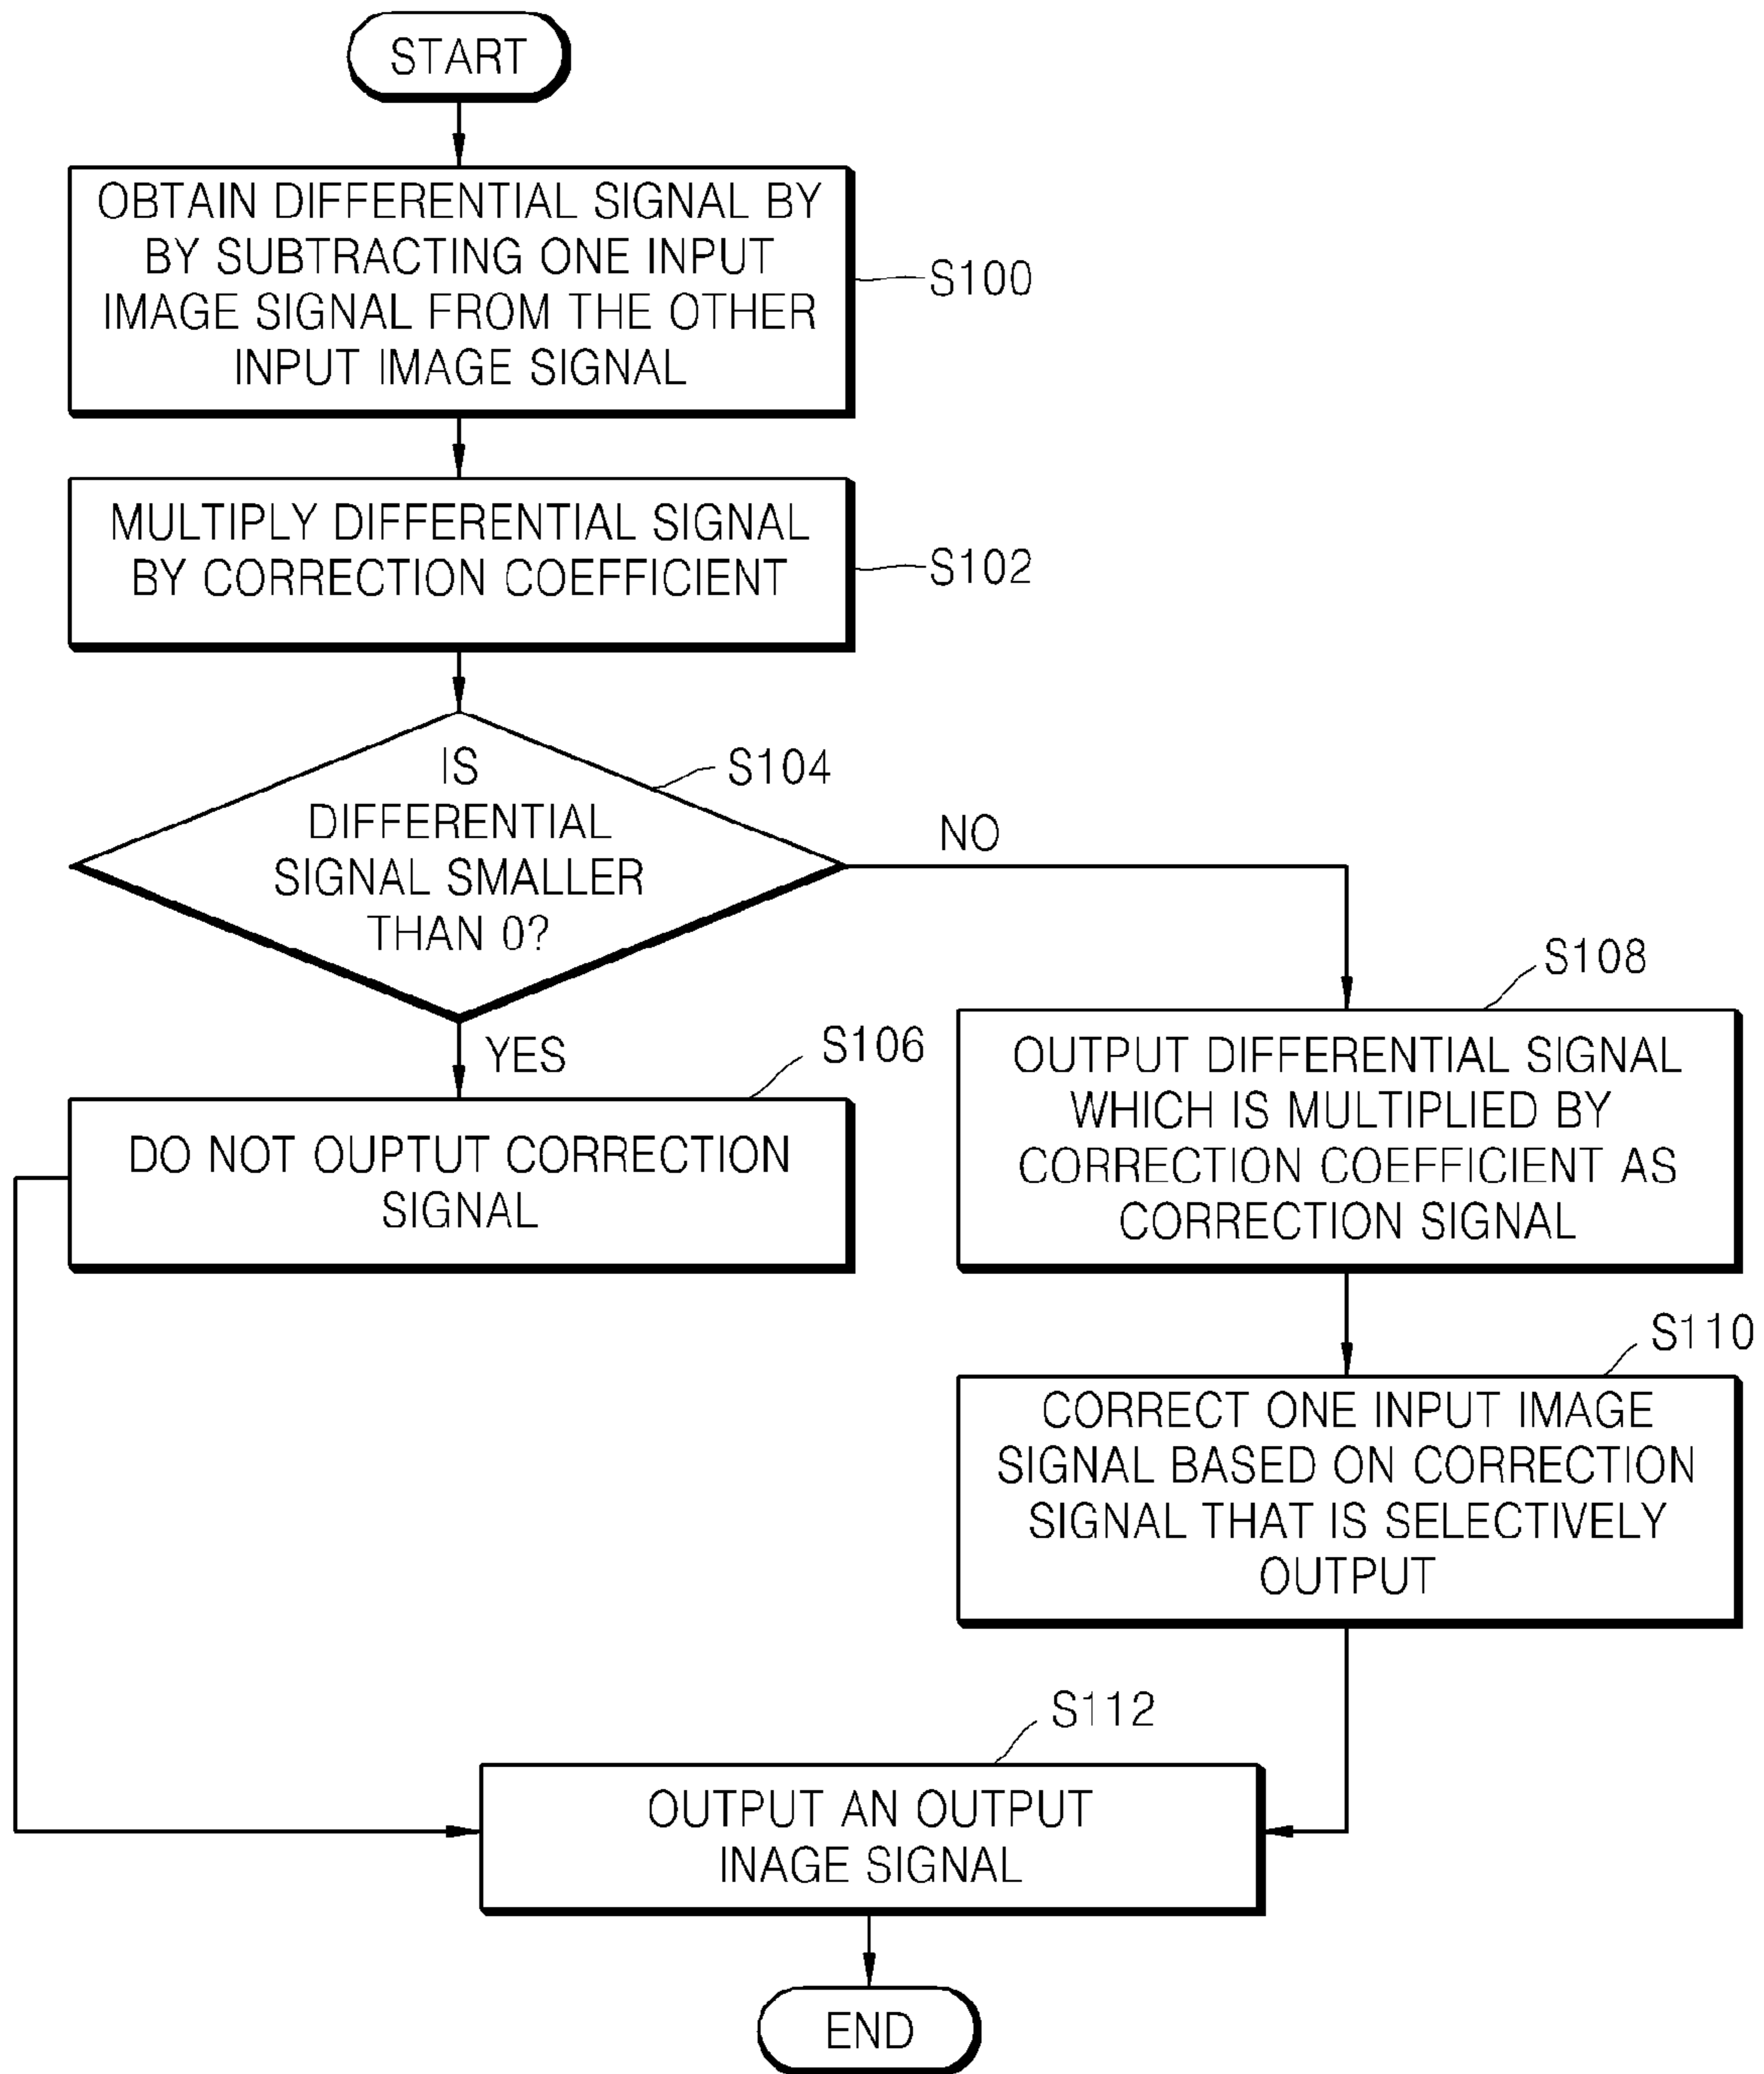 START
OBTAIN DIFFERENTIAL SIGNAL BY
BY SUBTRACTING ONE INPUT
IMAGE SIGNAL FROM THE OTHER
INPUT IMAGE SIGNAL
S100
MULTIPLY DIFFERENTIAL SIGNAL
BY CORRECTION COEFFICIENT
S102
IS
DIFFERENTIAL
SIGNAL SMALLER
THAN 0?
S104
NO
YES
S106
DO NOT OUPTUT CORRECTION
SIGNAL
S108
OUTPUT DIFFERENTIAL SIGNAL
WHICH IS MULTIPLIED BY
CORRECTION COEFFICIENT AS
CORRECTION SIGNAL
S110
CORRECT ONE INPUT IMAGE
SIGNAL BASED ON CORRECTION
SIGNAL THAT IS SELECTIVELY
OUTPUT
S112
OUTPUT AN OUTPUT
INAGE SIGNAL
END